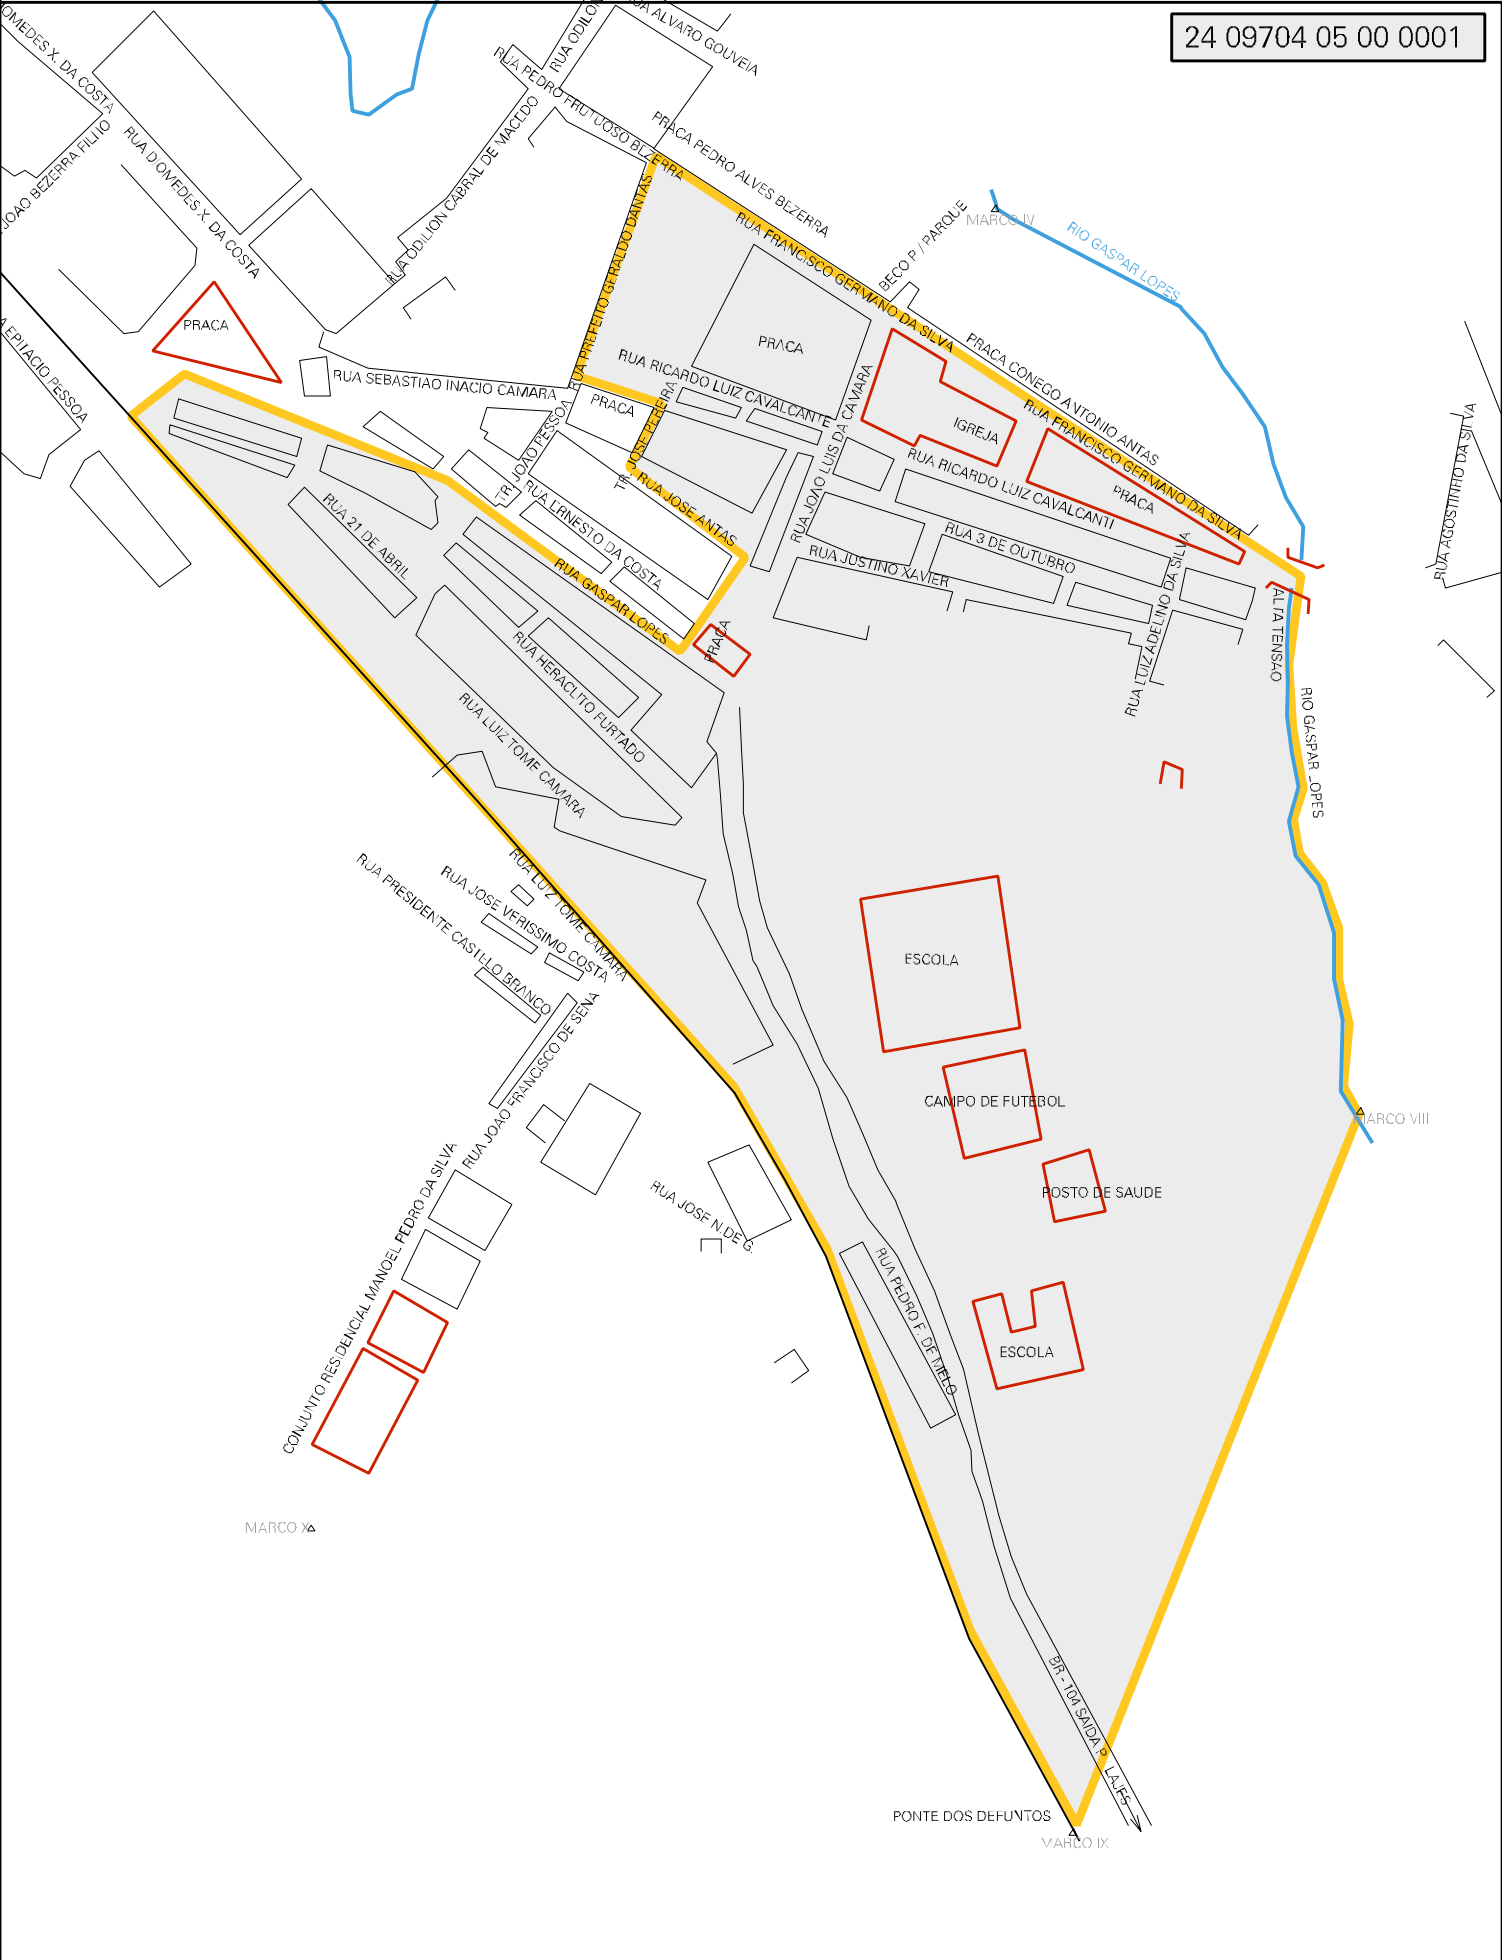 24 09704 05 00 0001
OMEDES X. DA COSTA
RUA ODILON
RUA ALVARO GOUVEIA
RUA PEDRO FRUTUOSO BEZERRA
JOAO BEZERRA FILHO
RUA DIOMEDES X. DA COSTA
RUA ODILION CABRAL DE MACEDO
PRACA PEDRO ALVES BEZERRA
RUA PREFEITO GERALDO DANTAS
RUA FRANCISCO GERMANO DA SILVA
BECO P / PARQUE
MARCO IV
RIO GASPAR LOPES
PRACA
A EPITACIO PESSOA
RUA SEBASTIAO INACIO CAMARA
PRACA
PRACA
RUA RICARDO LUIZ CAVALCANTE
PRACA CONEGO ANTONIO ANTAS
RUA JOAO LUIS DA CAMARA
IGREJA
RUA FRANCISCO GERMANO DA SILVA
RUA RICARDO LUIZ CAVALCANTI
PRACA
TR. JOAO PESSOA
TR. JOSE PEREIRA
RUA JOSE ANTAS
RUA ERNESTO DA COSTA
RUA GASPAR LOPES
RUA 21 DE ABRIL
RUA 3 DE OUTUBRO
RUA JUSTINO XAVIER
RUA LUIZ ADELINO DA SILVA
ALTA TENSAO
RUA AGOSTINHO DA SILVA
PRACA
RUA HERACLITO FURTADO
RUA LUIZ TOME CAMARA
RIO GASPAR LOPES
RUA LUIZ TOME CAMARA
RUA JOSE VERISSIMO COSTA
RUA PRESIDENTE CASTELO BRANCO
RUA JOAO FRANCISCO DE SENA
ESCOLA
CAMPO DE FUTEBOL
MARCO VIII
POSTO DE SAUDE
CONJUNTO RESIDENCIAL MANOEL PEDRO DA SILVA
RUA JOSE N.DE G.
RUA PEDRO F. DE MELO
ESCOLA
MARCO X
BR - 104 SAIDA P/ LAJES
PONTE DOS DEFUNTOS
MARCO IX